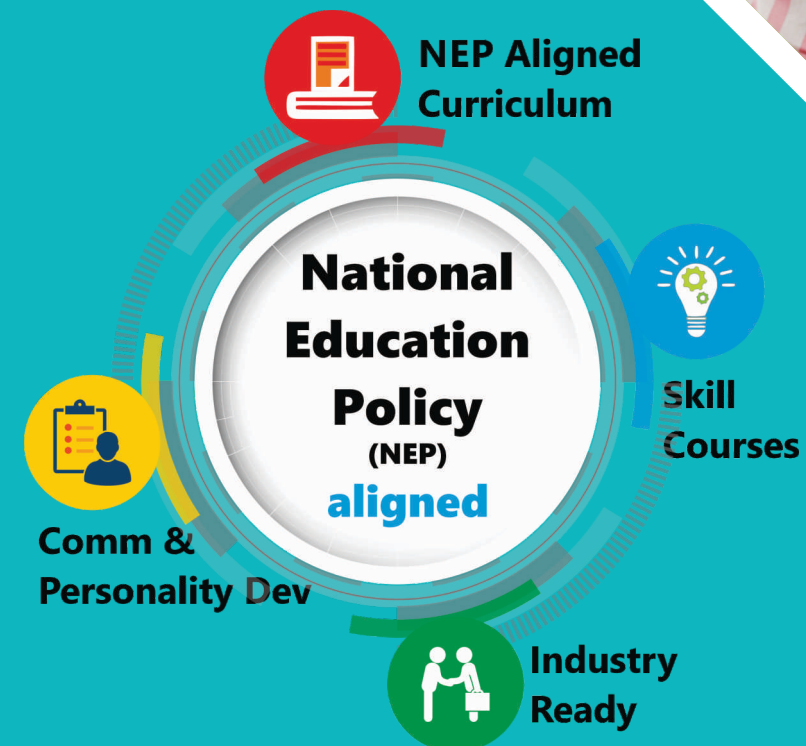 NEP Aligned
Curriculum
National
Education
Policy
(NEP)
aligned
Skill
Courses
Comm &
Personality Dev
Industry
Ready